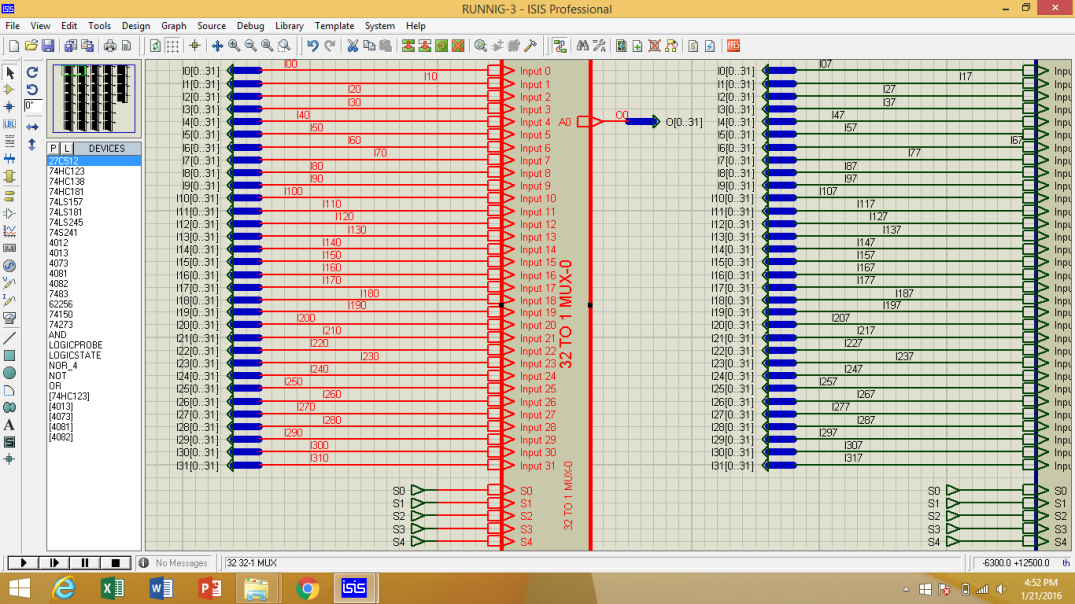 isis
RUNNIG-3 - ISIS Professional
File View Edit Tools Design Graph Source Debug Library Template System Help
0°
P L DEVICES
27C512
74HC123
74HC138
74HC181
74LS157
74LS181
74LS245
74S241
4012
4013
4073
4081
4082
7483
62256
74150
74273
AND
LOGICPROBE
LOGICSTATE
NOR_4
NOT
OR
[74HC123]
[4013]
[4073]
[4081]
[4082]
I0[0..31] I00 Input 0 I0[0..31] I07 Inpu
I1[0..31] I10 Input 1 I1[0..31] I17 Inpu
I2[0..31] I20 Input 2 I2[0..31] I27 Inpu
I3[0..31] I30 Input 3 I3[0..31] I37 Inpu
I4[0..31] I40 Input 4 A0 O0 O[0..31] I4[0..31] I47 Inpu
I5[0..31] I50 Input 5 I5[0..31] I57 Inpu
I6[0..31] I60 Input 6 I6[0..31] I67 Inpu
I7[0..31] I70 Input 7 I7[0..31] I77 Inpu
I8[0..31] I80 Input 8 I8[0..31] I87 Inpu
I9[0..31] I90 Input 9 I9[0..31] I97 Inpu
I10[0..31] I100 Input 10 I10[0..31] I107 Inpu
I11[0..31] I110 Input 11 I11[0..31] I117 Inpu
I12[0..31] I120 Input 12 I12[0..31] I127 Inpu
I13[0..31] I130 Input 13 I13[0..31] I137 Inpu
I14[0..31] I140 Input 14 I14[0..31] I147 Inpu
I15[0..31] I150 Input 15 I15[0..31] I157 Inpu
I16[0..31] I160 Input 16 I16[0..31] I167 Inpu
I17[0..31] I170 Input 17 I17[0..31] I177 Inpu
I18[0..31] I180 Input 18 I18[0..31] I187 Inpu
I19[0..31] I190 Input 19 I19[0..31] I197 Inpu
I20[0..31] I200 Input 20 I20[0..31] I207 Inpu
I21[0..31] I210 Input 21 I21[0..31] I217 Inpu
I22[0..31] I220 Input 22 I22[0..31] I227 Inpu
I23[0..31] I230 Input 23 I23[0..31] I237 Inpu
I24[0..31] I240 Input 24 I24[0..31] I247 Inpu
I25[0..31] I250 Input 25 I25[0..31] I257 Inpu
I26[0..31] I260 Input 26 I26[0..31] I267 Inpu
I27[0..31] I270 Input 27 I27[0..31] I277 Inpu
I28[0..31] I280 Input 28 I28[0..31] I287 Inpu
I29[0..31] I290 Input 29 I29[0..31] I297 Inpu
I30[0..31] I300 Input 30 I30[0..31] I307 Inpu
I31[0..31] I310 Input 31 I31[0..31] I317 Inpu
32 TO 1 MUX-0
32 TO 1 MUX-0
S0 S0 S0 S0
S1 S1 S1 S1
S2 S2 S2 S2
S3 S3 S3 S3
S4 S4 S4 S4
No Messages 32 32-1 MUX -6300.0 +12500.0 th
isis
4:52 PM
1/21/2016